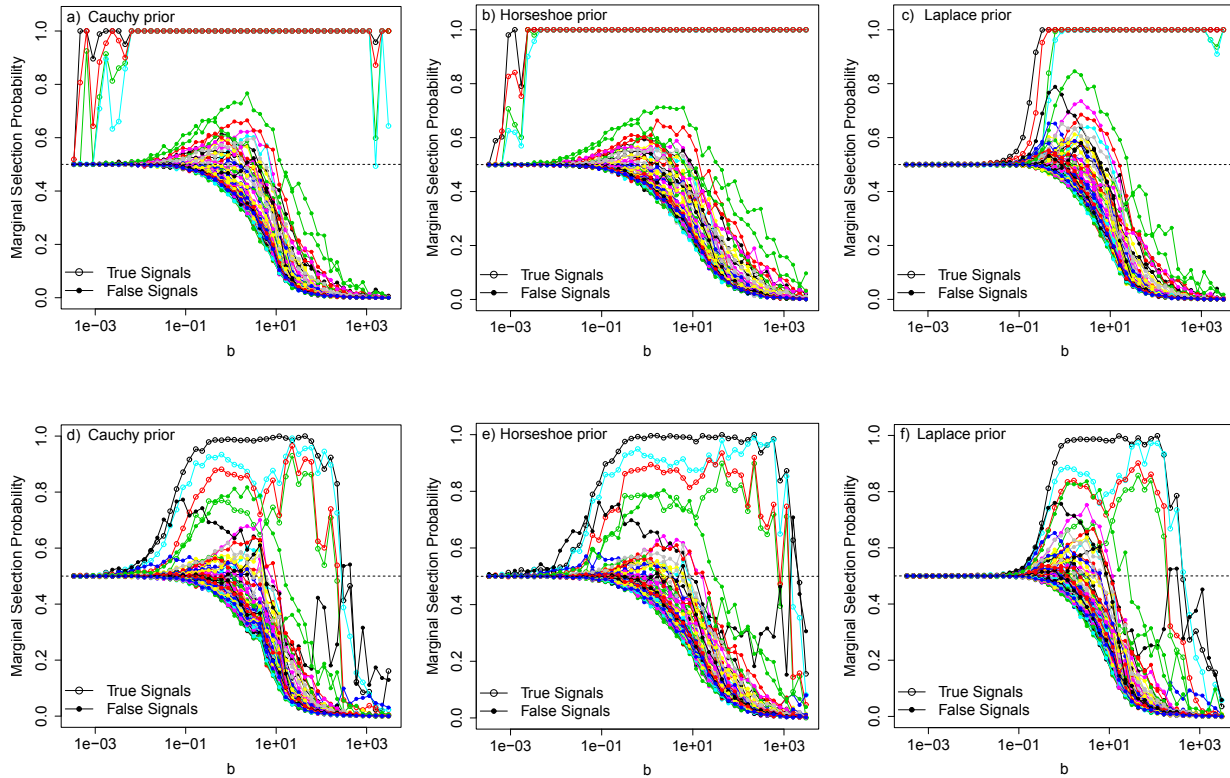 a) Cauchy prior
Marginal Selection Probability
0.0 0.2 0.4 0.6 0.8 1.0
True Signals
False Signals
1e−03 1e−01 1e+01 1e+03
b
b) Horseshoe prior
Marginal Selection Probability
0.0 0.2 0.4 0.6 0.8 1.0
True Signals
False Signals
1e−03 1e−01 1e+01 1e+03
b
c) Laplace prior
Marginal Selection Probability
0.0 0.2 0.4 0.6 0.8 1.0
True Signals
False Signals
1e−03 1e−01 1e+01 1e+03
b
d) Cauchy prior
Marginal Selection Probability
0.0 0.2 0.4 0.6 0.8 1.0
True Signals
False Signals
1e−03 1e−01 1e+01 1e+03
b
e) Horseshoe prior
Marginal Selection Probability
0.0 0.2 0.4 0.6 0.8 1.0
True Signals
False Signals
1e−03 1e−01 1e+01 1e+03
b
f) Laplace prior
Marginal Selection Probability
0.0 0.2 0.4 0.6 0.8 1.0
True Signals
False Signals
1e−03 1e−01 1e+01 1e+03
b